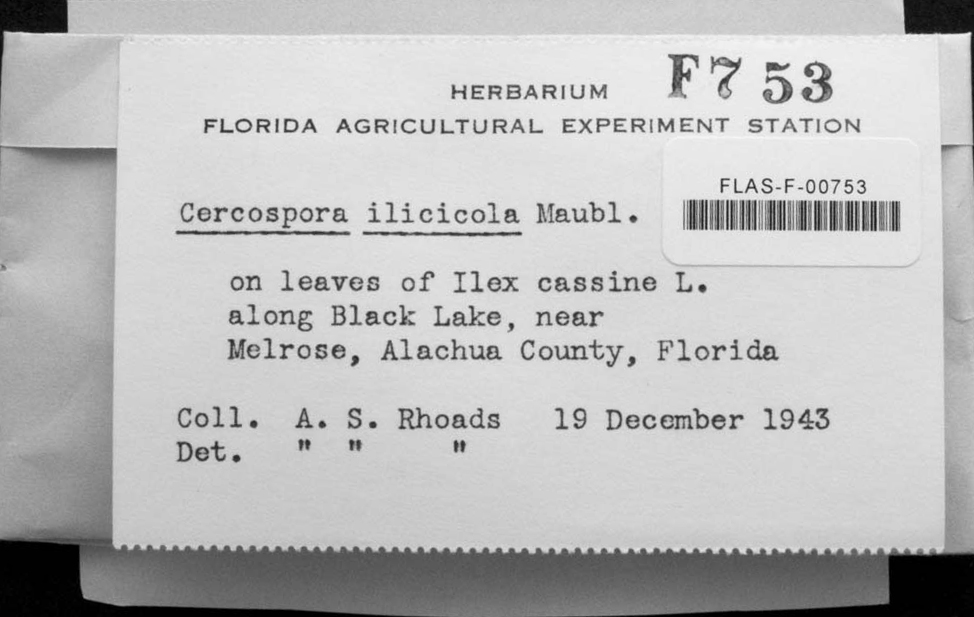 HERBARIUM F753
FLORIDA AGRICULTURAL EXPERIMENT STATION
FLAS-F-00753
Cercospora ilicicola Maubl.
on leaves of Ilex cassine L.
along Black Lake, near
Melrose, Alachua County, Florida
Coll. A. S. Rhoads 19 December 1943
Det. " " "